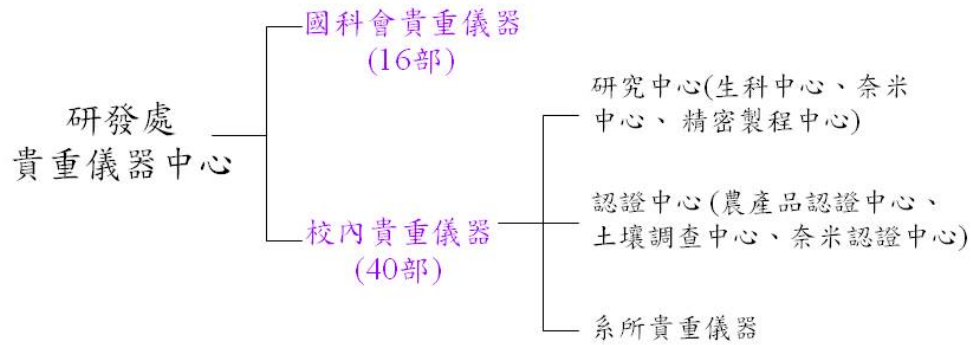 研發處
貴重儀器中心
國科會貴重儀器
(16部)
校內貴重儀器
(40部)
研究中心(生科中心、奈米
中心、精密製程中心)
認證中心(農產品認證中心、
土壤調查中心、奈米認證中心)
系所貴重儀器